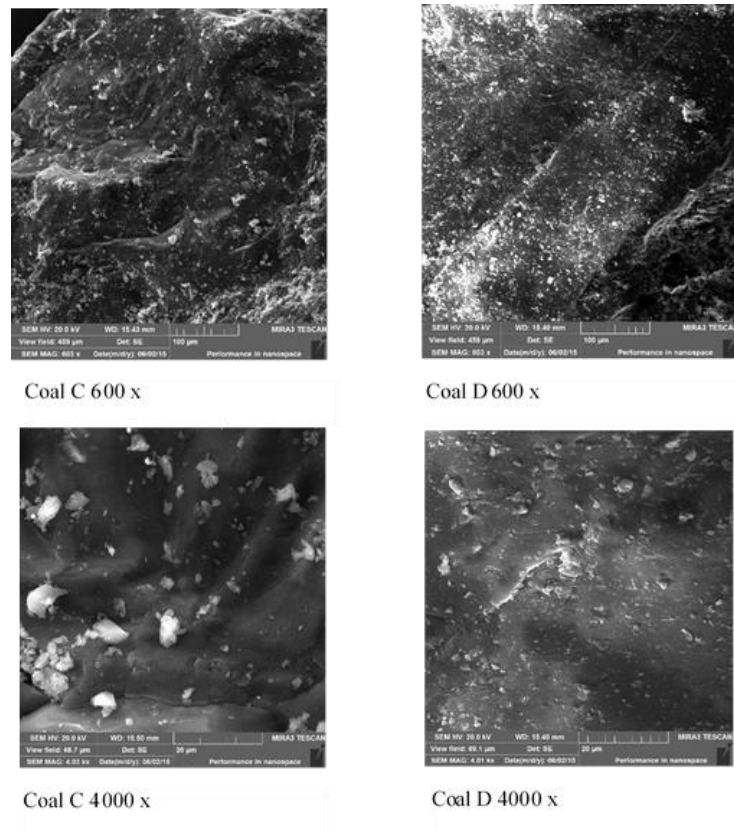 SEM HV: 20.0 kV WD: 15.43 mm MIRA3 TESCAN
View field: 459 µm Det: SE 100 µm
SEM MAG: 603 x Date(m/d/y): 06/02/15 Performance in nanospace
Coal C 600 x
SEM HV: 20.0 kV WD: 15.40 mm MIRA3 TESCAN
View field: 459 µm Det: SE 100 µm
SEM MAG: 603 x Date(m/d/y): 06/02/15 Performance in nanospace
Coal D 600 x
SEM HV: 20.0 kV WD: 15.50 mm MIRA3 TESCAN
View field: 68.7 µm Det: SE 20 µm
SEM MAG: 4.03 kx Date(m/d/y): 06/02/15 Performance in nanospace
Coal C 4000 x
SEM HV: 20.0 kV WD: 15.40 mm MIRA3 TESCAN
View field: 69.1 µm Det: SE 20 µm
SEM MAG: 4.01 kx Date(m/d/y): 06/02/15 Performance in nanospace
Coal D 4000 x